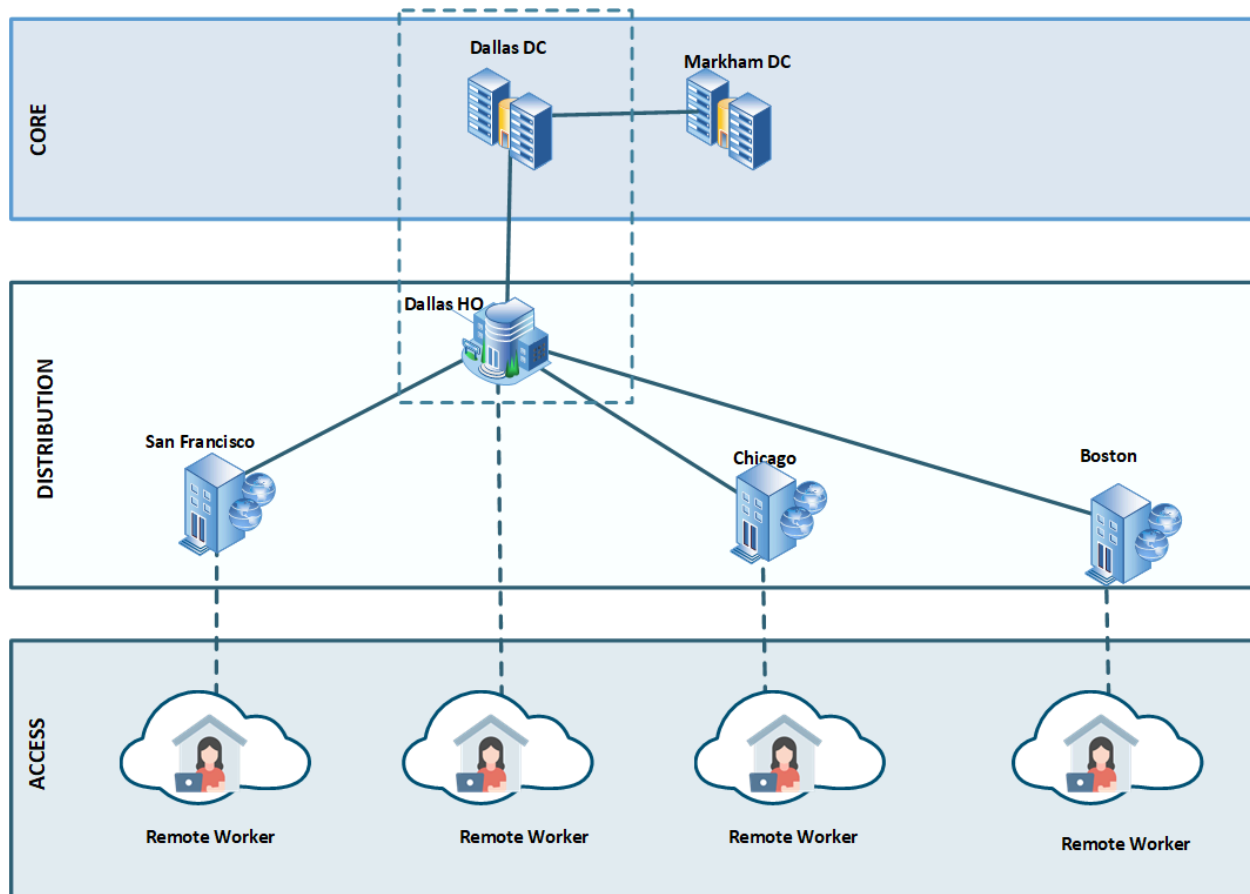 CORE
Dallas DC
Markham DC
DISTRIBUTION
Dallas HO
San Francisco
Chicago
Boston
ACCESS
Remote Worker
Remote Worker
Remote Worker
Remote Worker